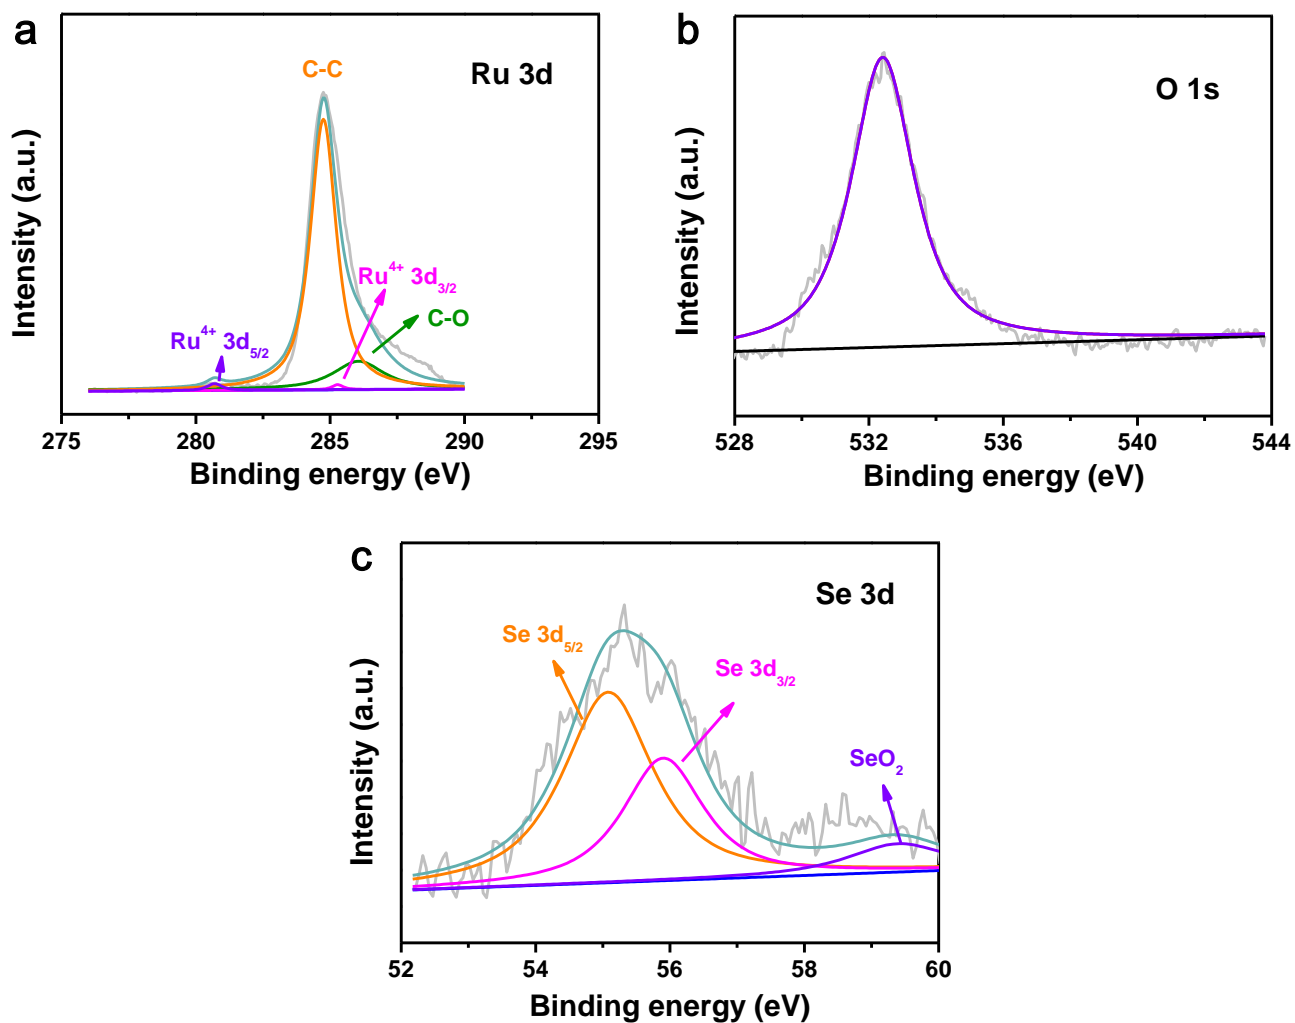 a
Ru 3d
C-C
Ru4+ 3d3/2
C-O
Ru4+ 3d5/2
Intensity (a.u.)
275 280 285 290 295
Binding energy (eV)
b
O 1s
Intensity (a.u.)
528 532 536 540 544
Binding energy (eV)
c
Se 3d
Se 3d5/2
Se 3d3/2
SeO2
Intensity (a.u.)
52 54 56 58 60
Binding energy (eV)